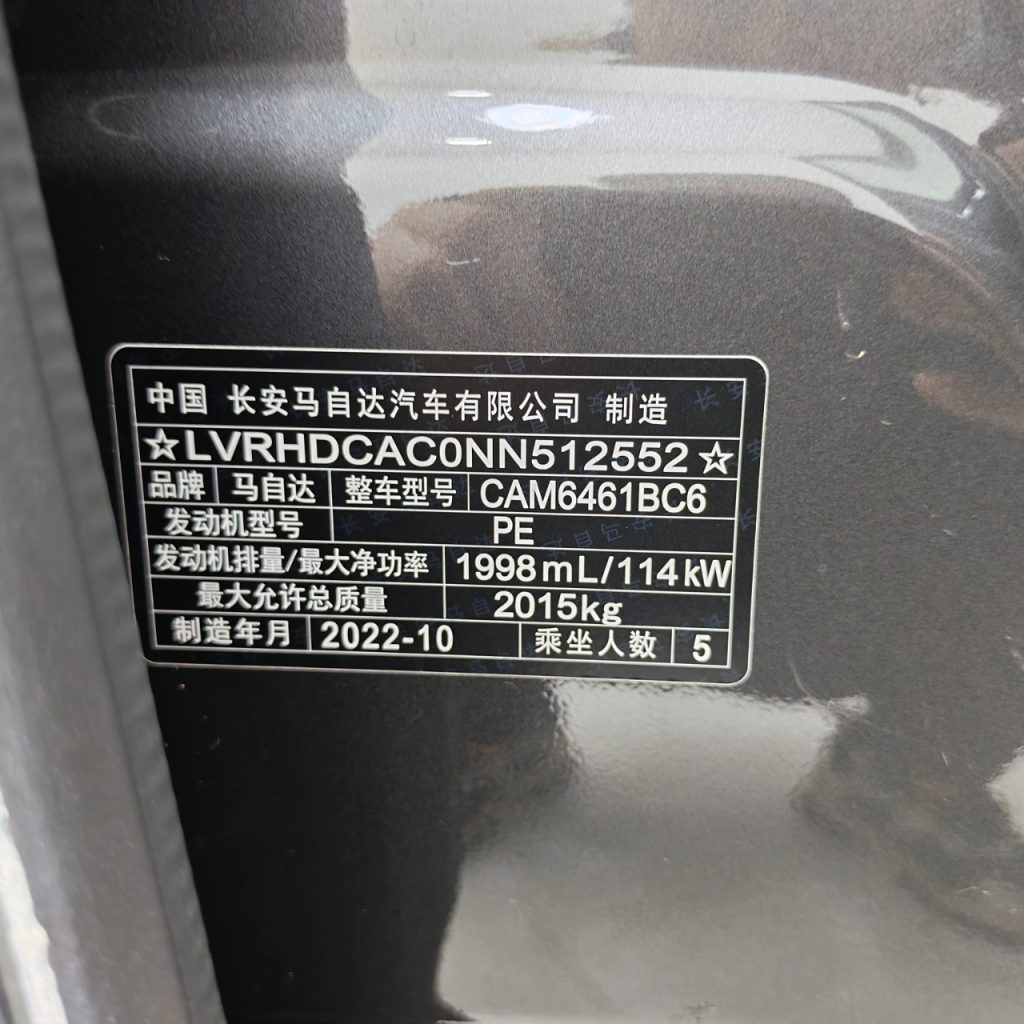 中国 长安马自达汽车有限公司 制造
☆LVRHDCAC0NN512552☆
品牌 马自达 整车型号 CAM6461BC6
发动机型号 PE
发动机排量/最大净功率 1998mL/114kW
最大允许总质量 2015kg
制造年月 2022-10 乘坐人数 5